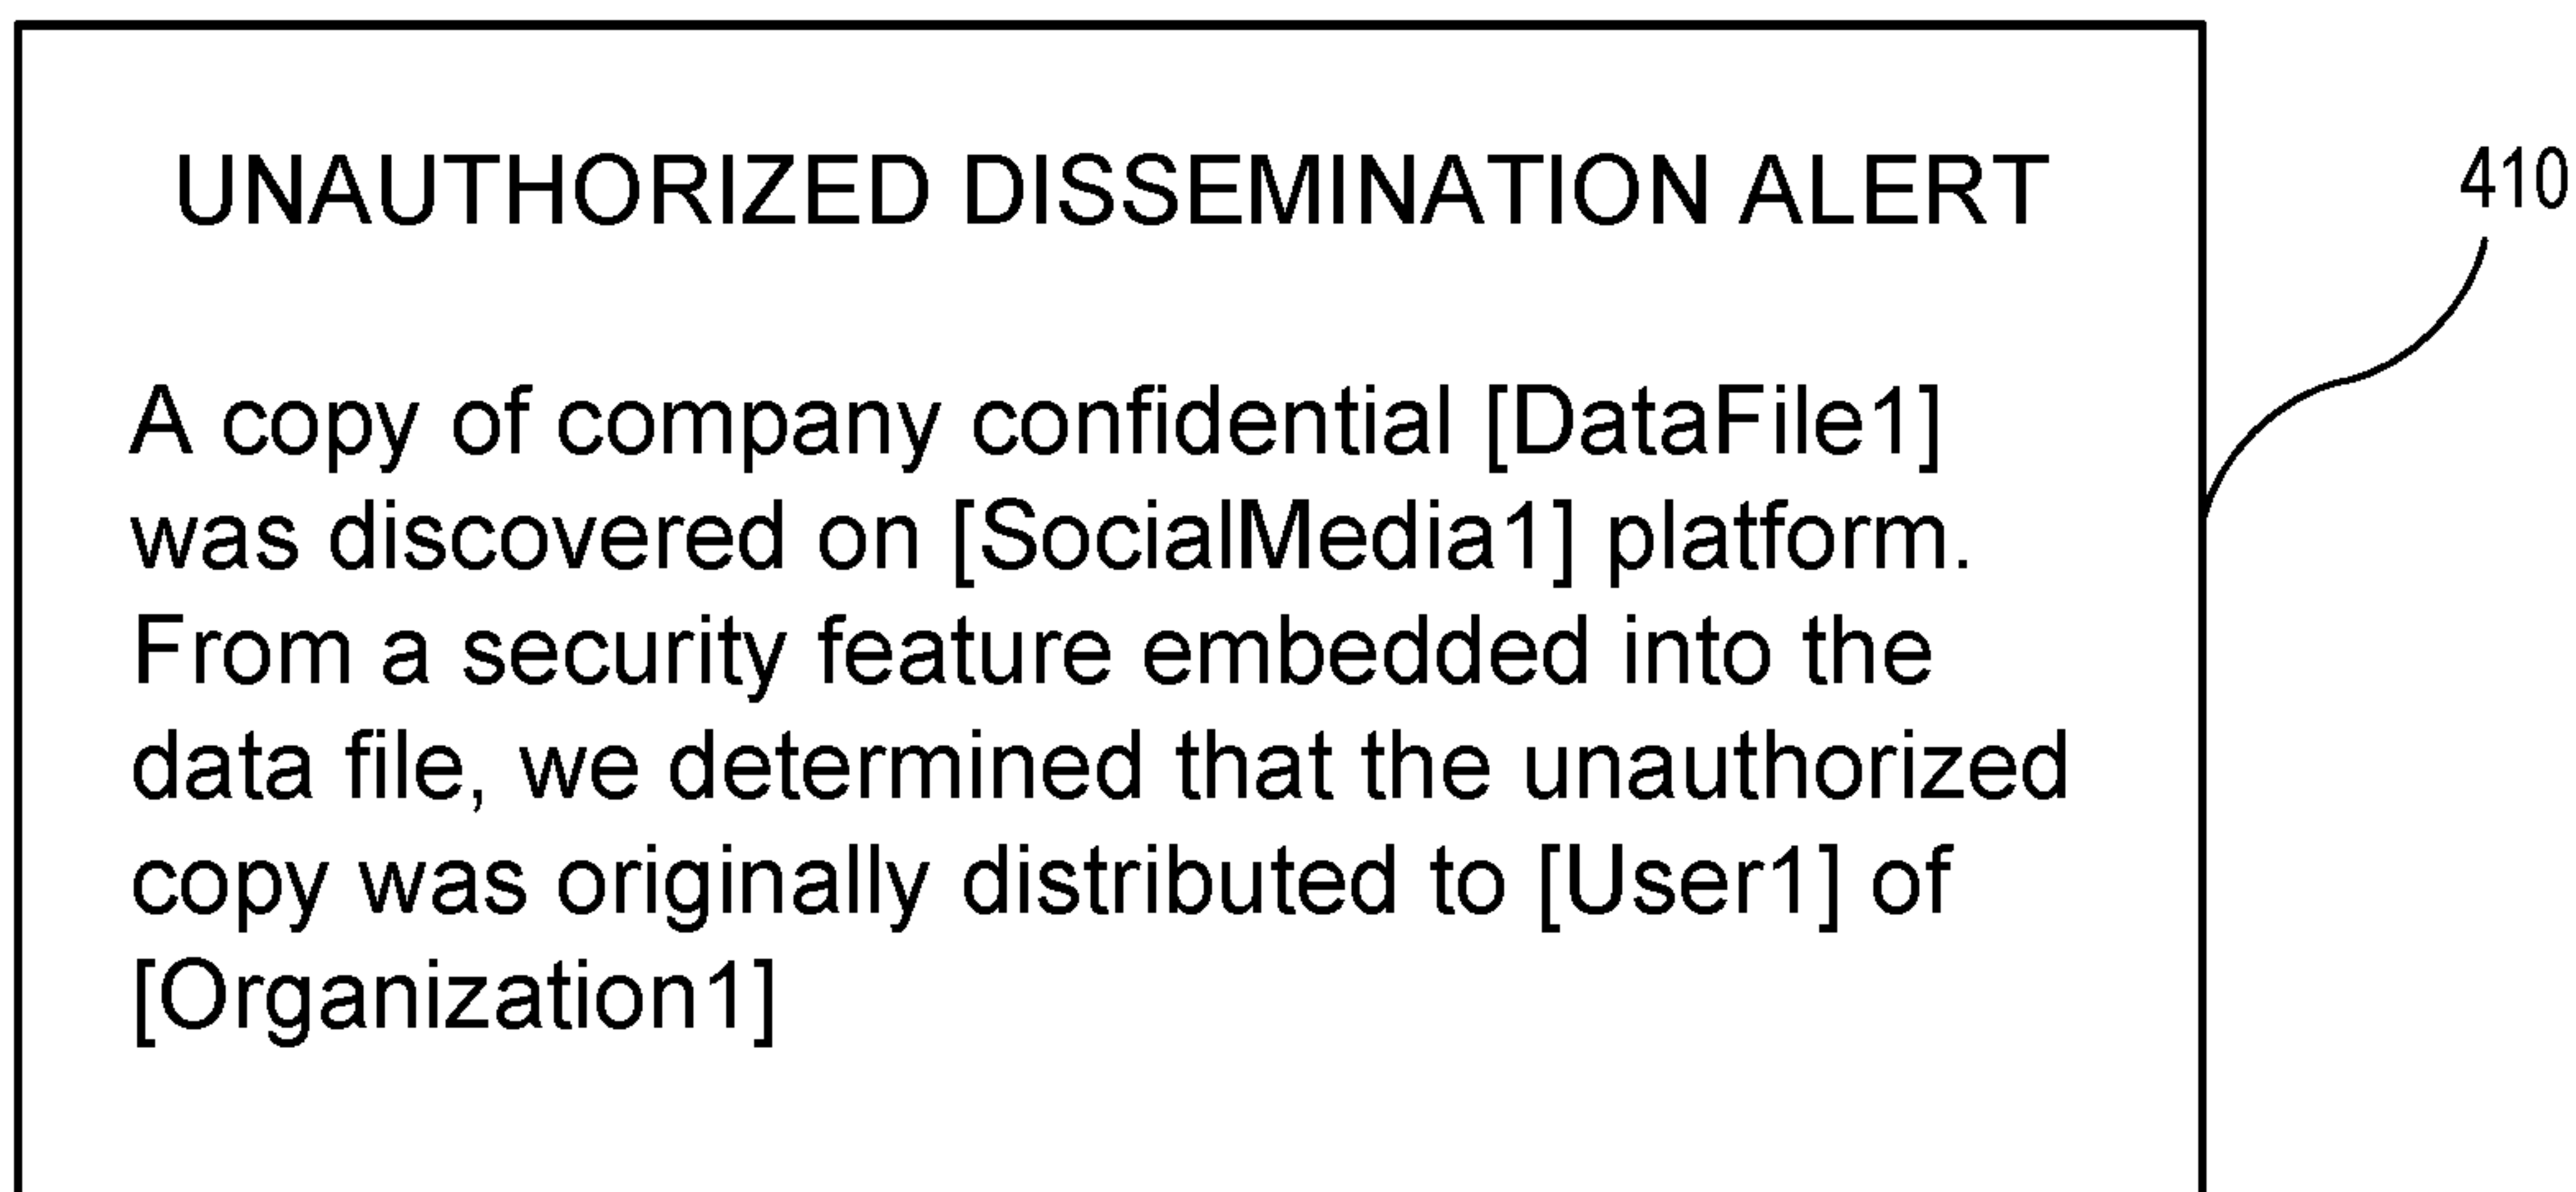 UNAUTHORIZED DISSEMINATION ALERT
410
A copy of company confidential [DataFile1]
was discovered on [SocialMedia1] platform.
From a security feature embedded into the
data file, we determined that the unauthorized
copy was originally distributed to [User1] of
[Organization1]